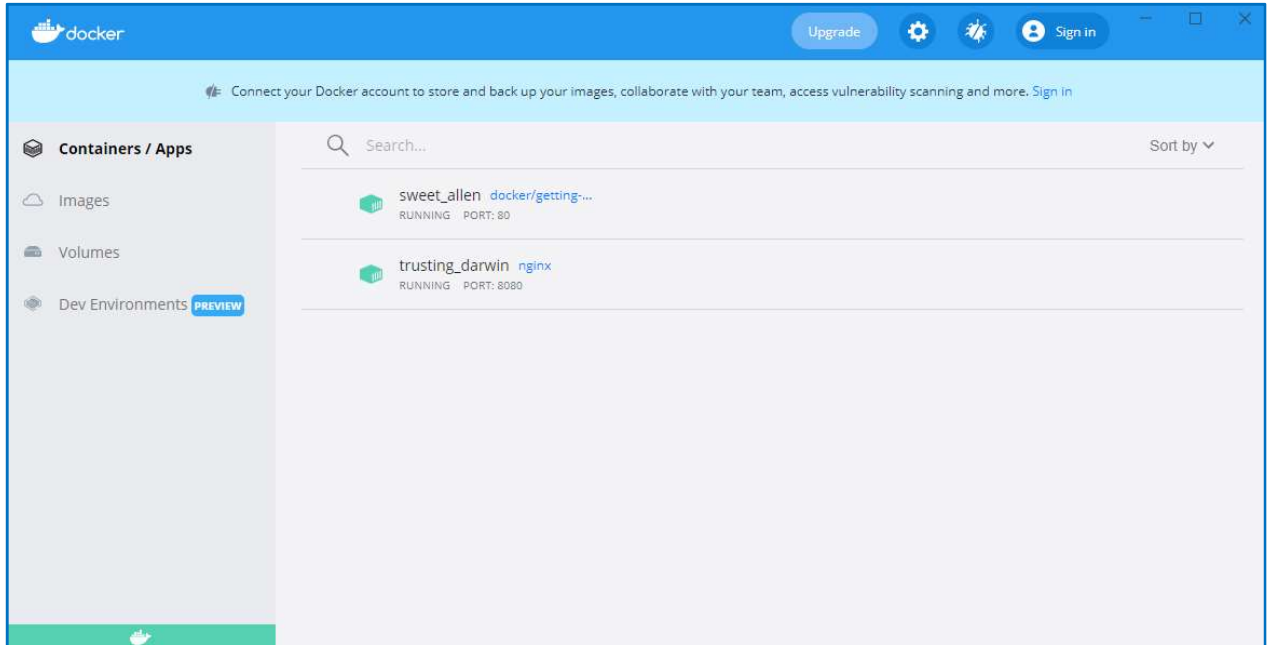 docker
Upgrade
Sign in
Connect your Docker account to store and back up your images, collaborate with your team, access vulnerability scanning and more. Sign in
Containers / Apps
Images
Volumes
Dev Environments PREVIEW
Search...
Sort by
sweet_allen docker/getting-...
RUNNING PORT: 80
trusting_darwin nginx
RUNNING PORT: 8080